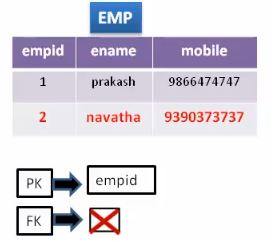 EMP
empid ename mobile
1 prakash 9866474747
2 navatha 9390373737
PK empid
FK